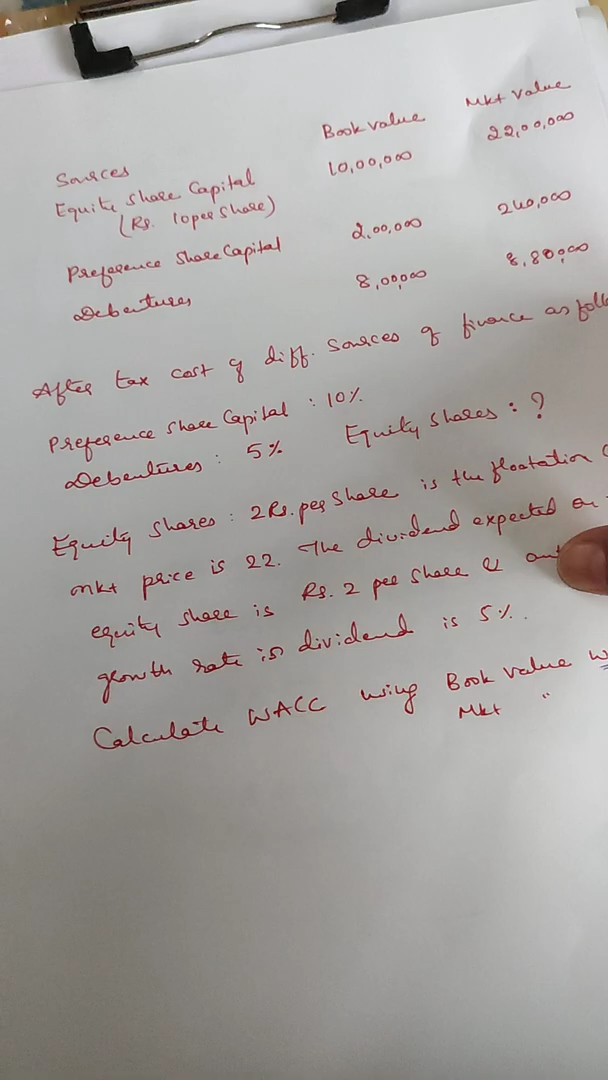 Book value Mkt Value
Sources
Equity Share Capital 10,00,000 22,00,000
(Rs. 10 per Share)
Preference Share Capital 2,00,000 240,000
Debentures 8,00,000 8,80,000
After tax cost of diff. Sources of finance as
Preference Share Capital : 10%
Debentures : 5% Equity Shares : ?
Equity Shares : 2 Rs. per Share is the floatation
mkt price is 22. The dividend expected on
equity share is Rs. 2 per Share &
growth rate in dividend is 5%.
Calculate WACC using Book value
Mkt "